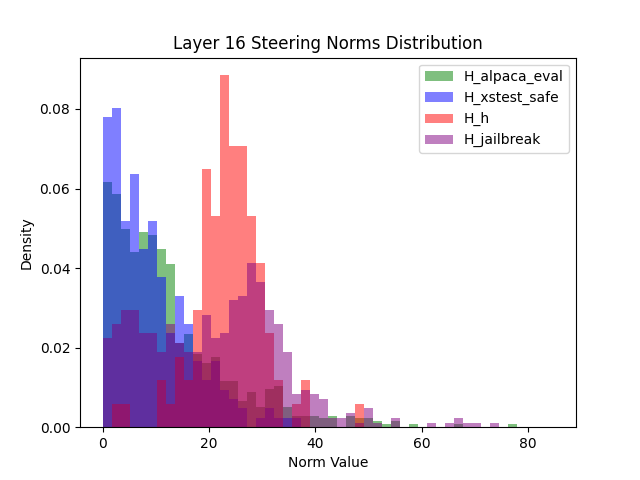 Layer 16 Steering Norms Distribution
H_alpaca_eval
H_xstest_safe
H_h
H_jailbreak
Density
0.08
0.06
0.04
0.02
0.00
0 20 40 60 80
Norm Value